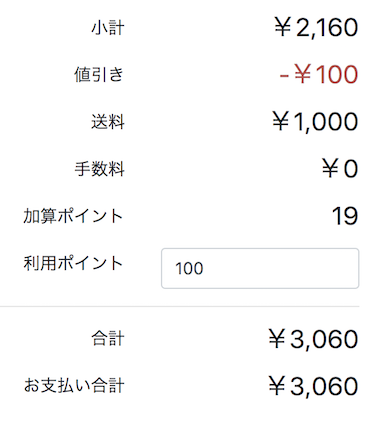 小計 ¥2,160
値引き -¥100
送料 ¥1,000
手数料 ¥0
加算ポイント 19
利用ポイント 100
合計 ¥3,060
お支払い合計 ¥3,060